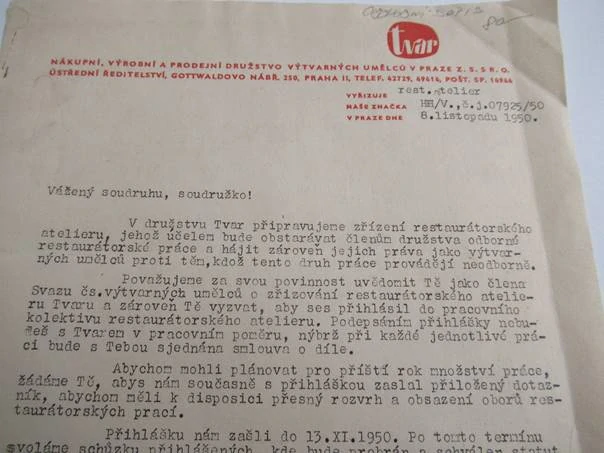 tvar
NÁKUPNÍ, VÝROBNÍ A PRODEJNÍ DRUŽSTVO VÝTVARNÝCH UMĚLCŮ V PRAZE Z. S. S R. O.
ÚSTŘEDNÍ ŘEDITELSTVÍ, GOTTWALDOVO NÁBŘ. 250, PRAHA II, TELEF. 42729, 49616, POŠT. SP. 16966
VYŘIZUJE rest. atelier
NAŠE ZNAČKA HH/V.,č.j.07925/50
V PRAZE DNE 8.listopadu 1950.
Vážený soudruhu, soudružko!
V družstvu Tvar připravujeme zřízení restaurátorského
atelieru, jehož účelem bude obstarávat členům družstva odborné
restaurátorské práce a hájit zároveň jejich práva jako výtvar-
ných umělců proti těm,kdož tento druh práce provádějí neodborně.
Považujeme za svou povinnost uvědomit Tě jako člena
Svazu čs.výtvarných umělců o zřizování restaurátorského atelie-
ru Tvaru a zároveň Tě vyzvat, aby ses přihlásil do pracovního
kolektivu restaurátorského atelieru. Podepsáním přihlášky nebu-
deš s Tvarem v pracovním poměru, nýbrž při každé jednotlivé prá-
ci bude s Tebou sjednána smlouva o díle.
Abychom mohli plánovat pro příští rok množství práce,
žádáme Tě, abys nám současně s přihláškou zaslal přiložený dotaz-
ník, abychom měli k disposici přesný rozvrh a obsazení oborů res-
taurátorských prací.
Přihlášku nám zašli do 13.XI.1950. Po tomto termínu
svoláme schůzku přihlášených, kde bude probrán a schválen statut